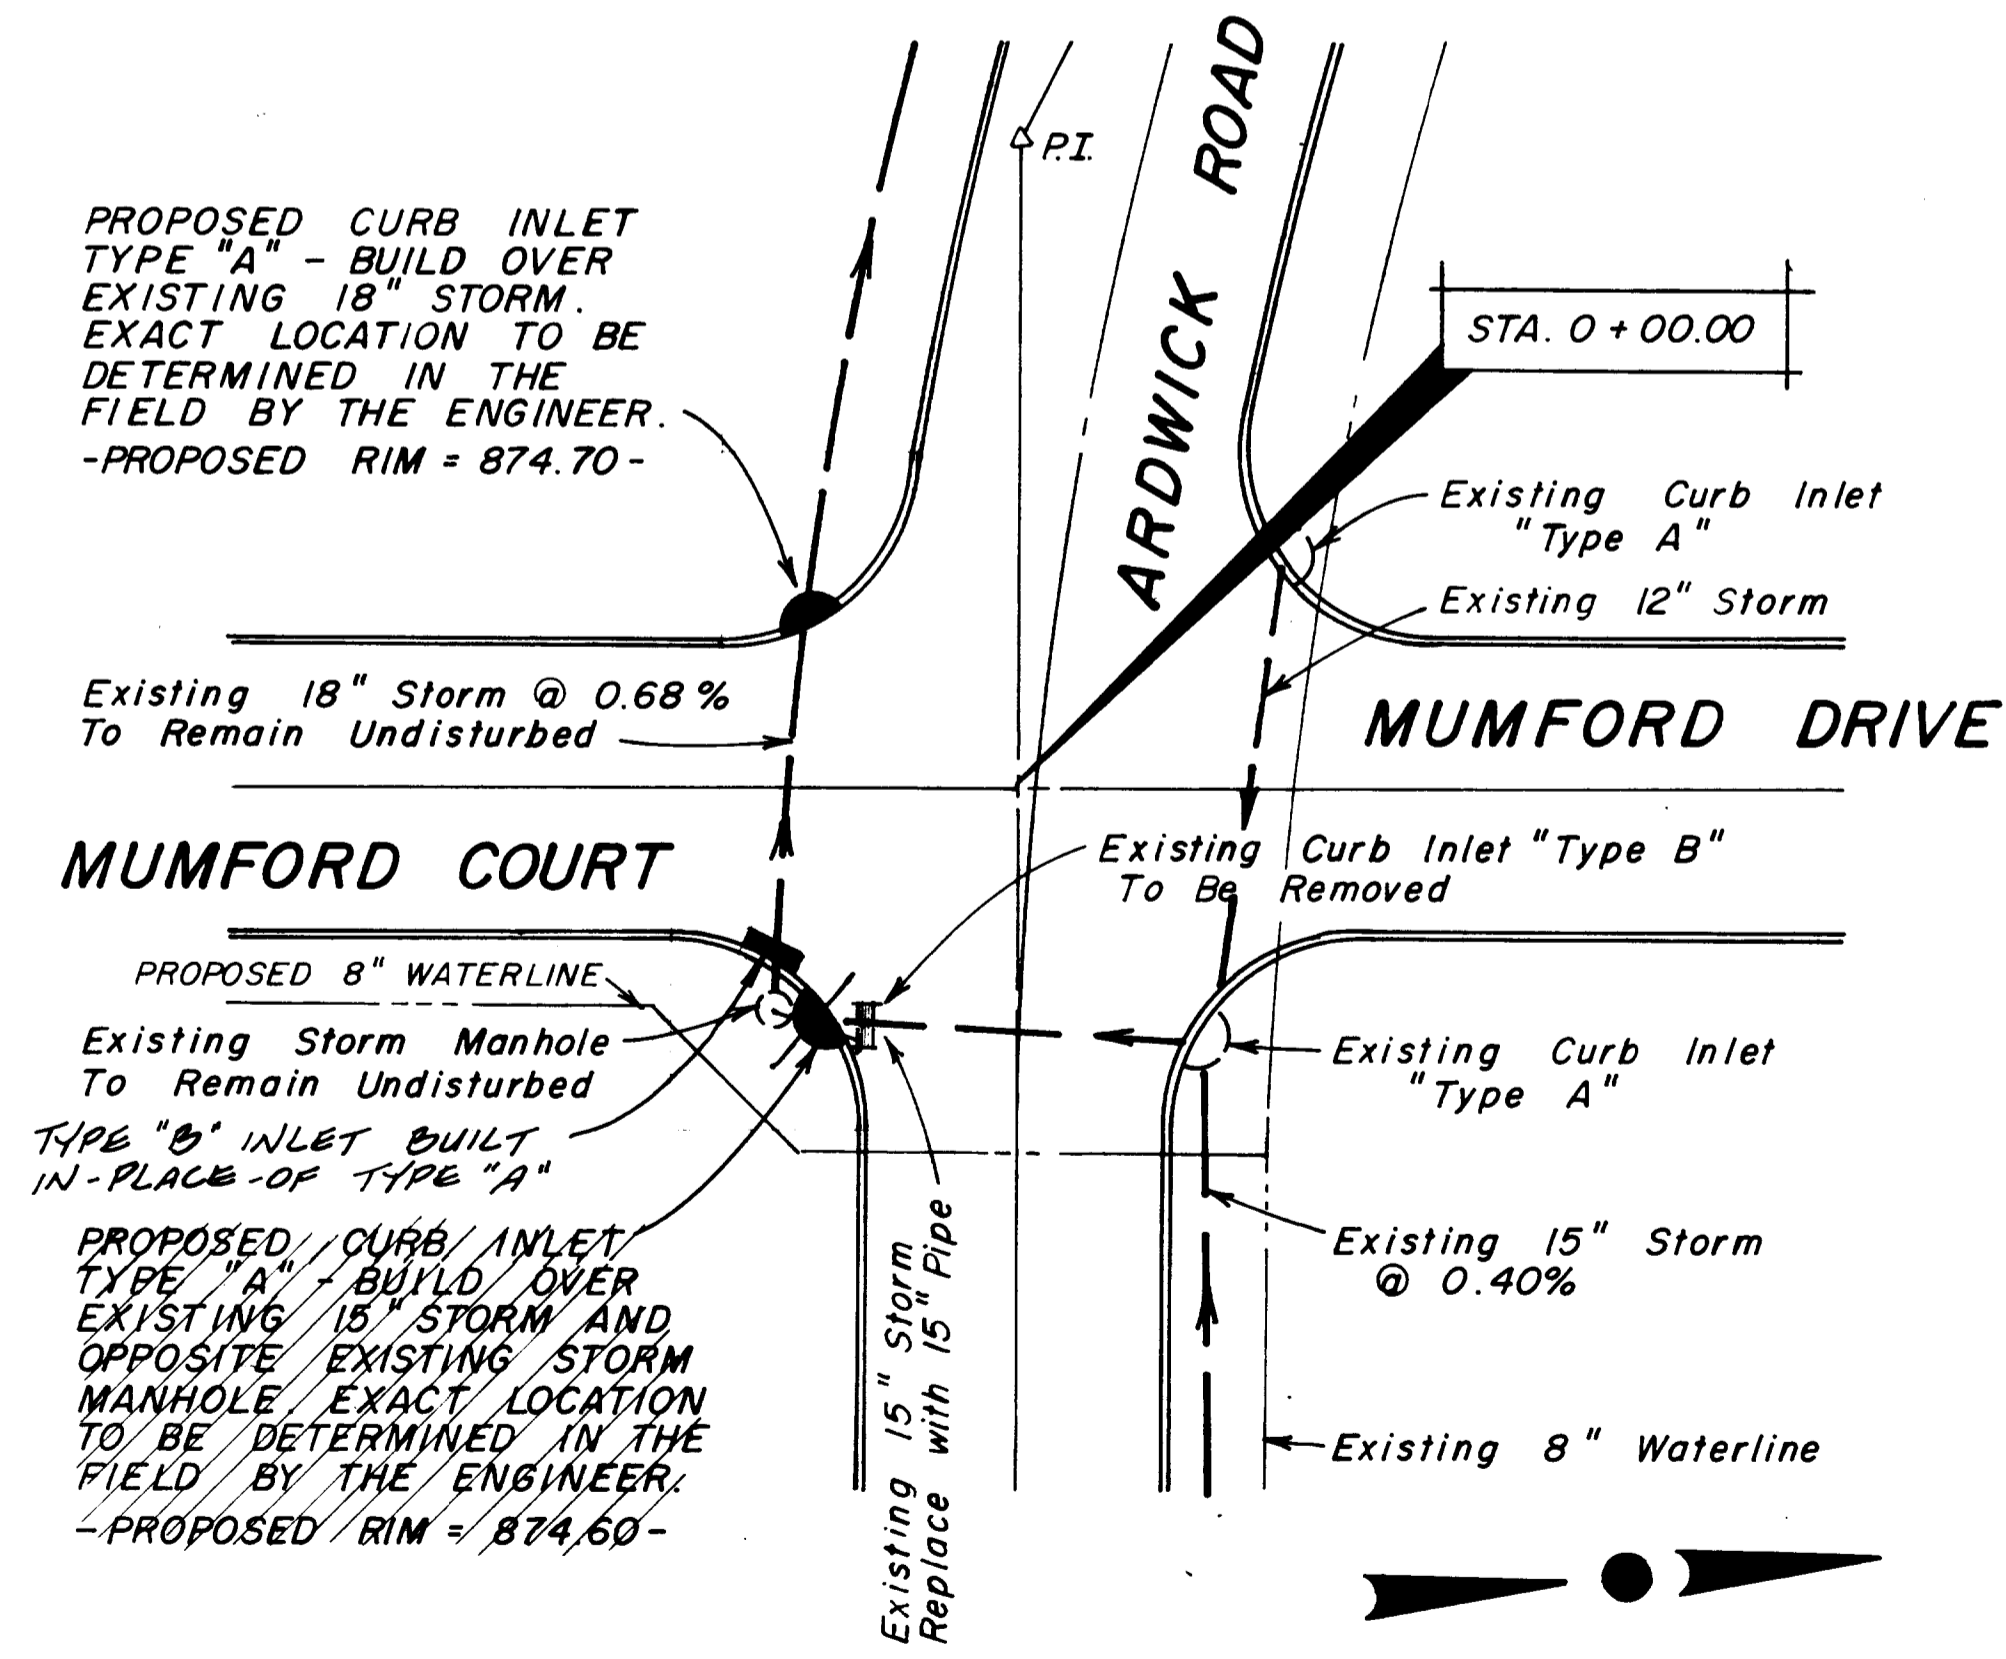 ARDWICK ROAD
P.I.
PROPOSED CURB INLET
TYPE "A" - BUILD OVER
EXISTING 18" STORM.
EXACT LOCATION TO BE
DETERMINED IN THE
FIELD BY THE ENGINEER.
-PROPOSED RIM = 874.70-
STA. 0 + 00.00
Existing Curb Inlet
"Type A"
Existing 12" Storm
Existing 18" Storm @ 0.68%
To Remain Undisturbed
MUMFORD DRIVE
MUMFORD COURT
Existing Curb Inlet "Type B"
To Be Removed
PROPOSED 8" WATERLINE
Existing Storm Manhole
To Remain Undisturbed
Existing Curb Inlet
"Type A"
TYPE "B" INLET BUILT
IN-PLACE-OF TYPE "A"
PROPOSED CURB INLET
TYPE "A" - BUILD OVER
EXISTING 15" STORM AND
OPPOSITE EXISTING STORM
MANHOLE. EXACT LOCATION
TO BE DETERMINED IN THE
FIELD BY THE ENGINEER.
-PROPOSED RIM = 874.60-
Existing 15" Storm
Replace with 15" Pipe
Existing 15" Storm
@ 0.40%
Existing 8" Waterline